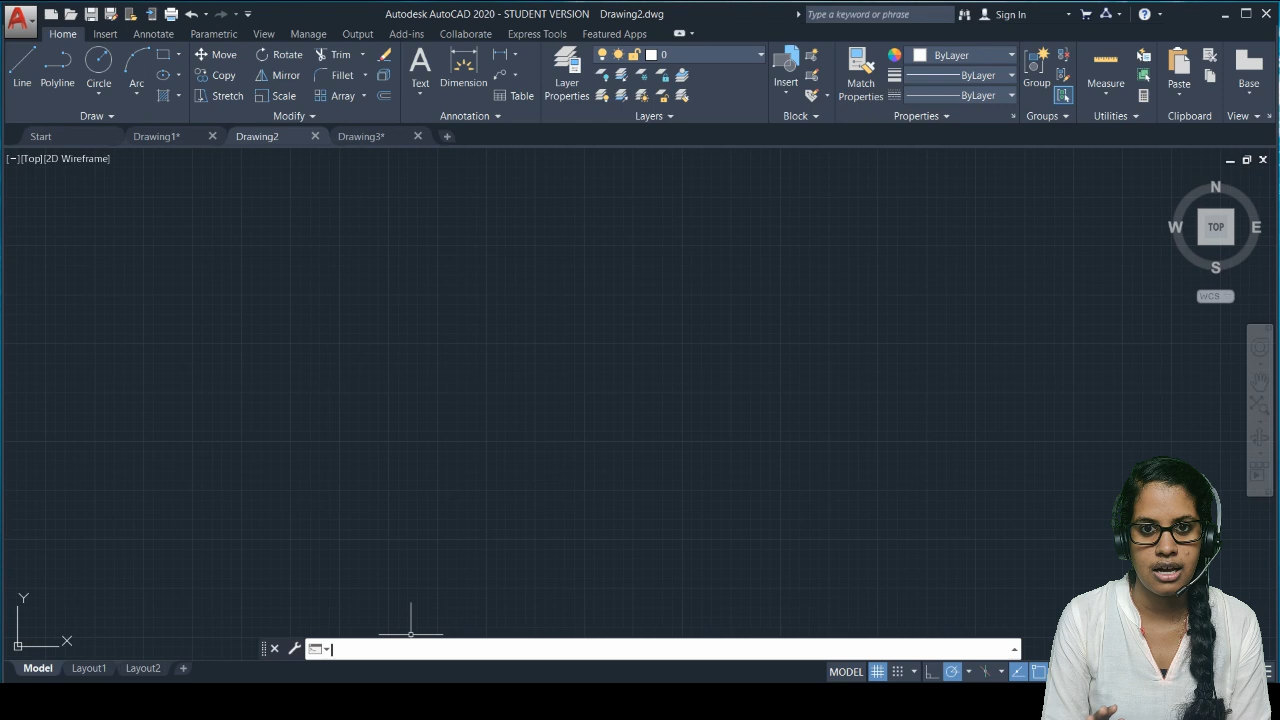 Autodesk AutoCAD 2020 - STUDENT VERSION Drawing2.dwg
Type a keyword or phrase
Sign In
Home Insert Annotate Parametric View Manage Output Add-ins Collaborate Express Tools Featured Apps
Line Polyline Circle Arc
Move Rotate Trim
Copy Mirror Fillet
Stretch Scale Array
Text Dimension Table
Layer Properties
0
Insert
Match Properties
ByLayer
ByLayer
ByLayer
Group
Measure
Paste
Base
Draw Modify Annotation Layers Block Properties Groups Utilities Clipboard View
Start Drawing1* Drawing2 Drawing3*
[−][Top][2D Wireframe]
N
W TOP E
S
WCS
Y
X
Model Layout1 Layout2
MODEL